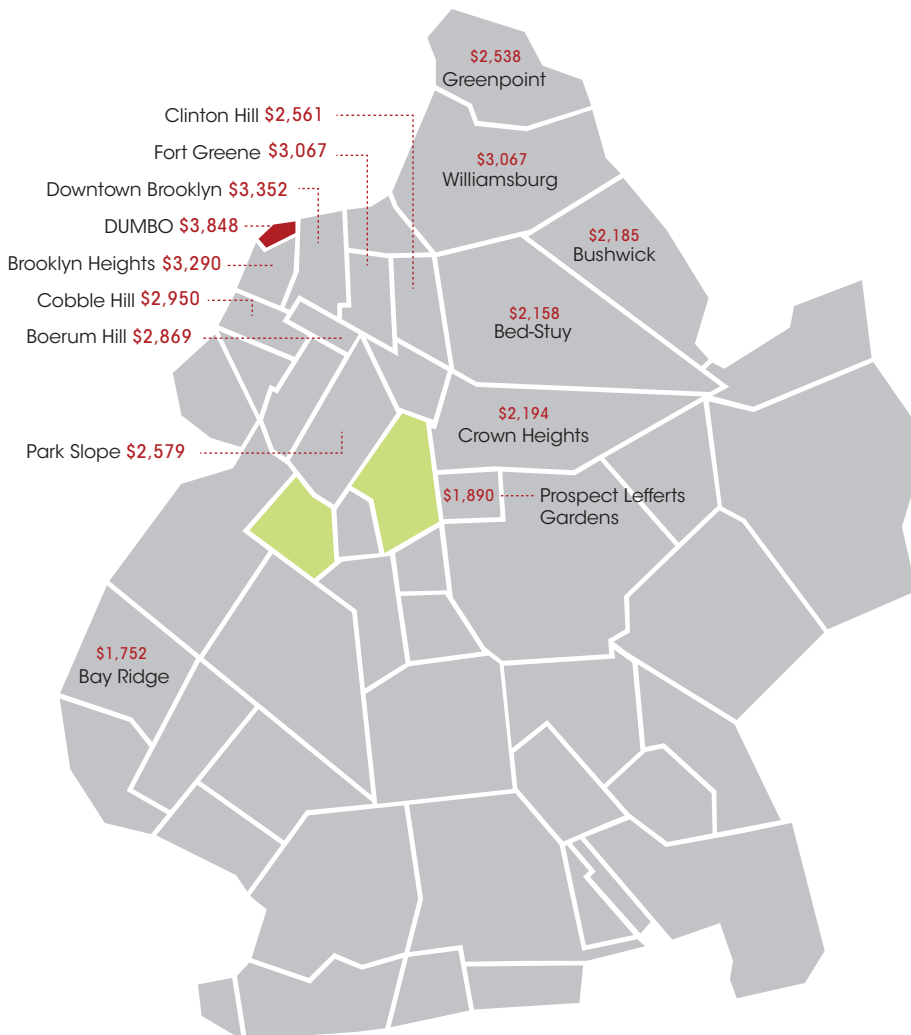 $2,538
Greenpoint
Clinton Hill $2,561
Fort Greene $3,067
$3,067
Williamsburg
Downtown Brooklyn $3,352
DUMBO $3,848
$2,185
Bushwick
Brooklyn Heights $3,290
Cobble Hill $2,950
$2,158
Bed-Stuy
Boerum Hill $2,869
$2,194
Crown Heights
Park Slope $2,579
$1,890 Prospect Lefferts
Gardens
$1,752
Bay Ridge